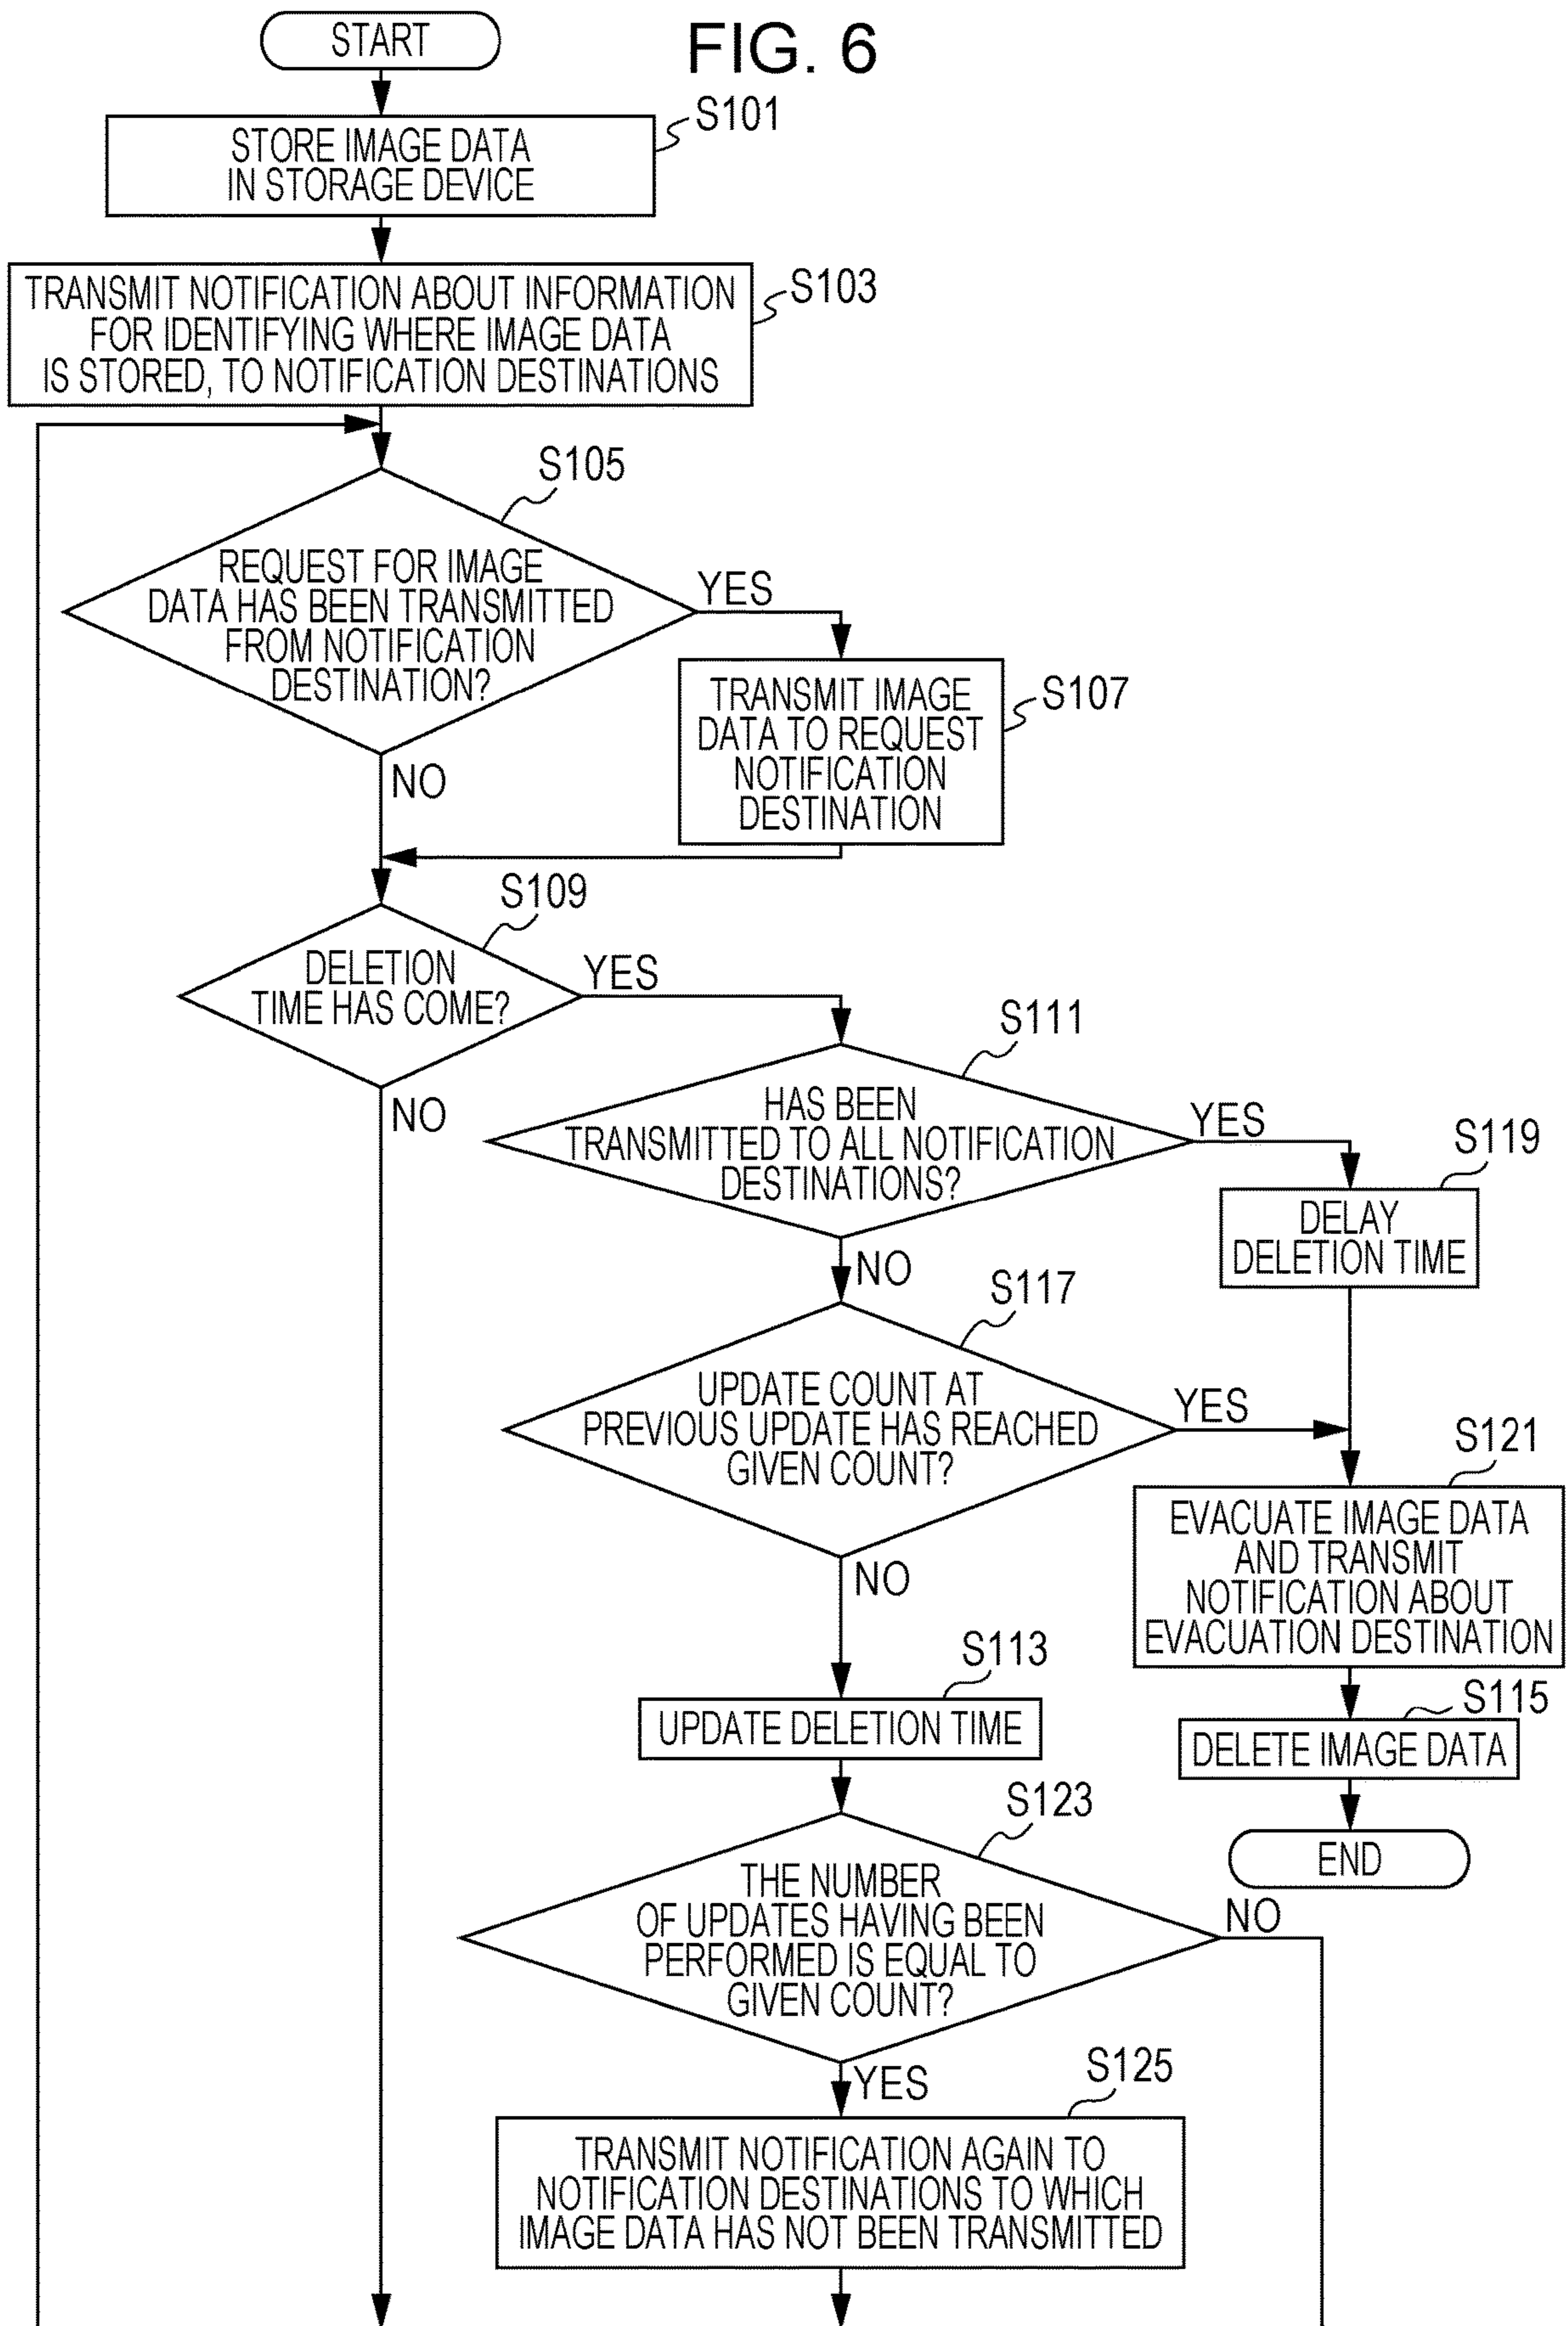 FIG. 6
START
S101
STORE IMAGE DATA
IN STORAGE DEVICE
S103
TRANSMIT NOTIFICATION ABOUT INFORMATION
FOR IDENTIFYING WHERE IMAGE DATA
IS STORED, TO NOTIFICATION DESTINATIONS
S105
REQUEST FOR IMAGE
DATA HAS BEEN TRANSMITTED
FROM NOTIFICATION
DESTINATION?
YES
NO
S107
TRANSMIT IMAGE
DATA TO REQUEST
NOTIFICATION
DESTINATION
S109
DELETION
TIME HAS COME?
YES
NO
S111
HAS BEEN
TRANSMITTED TO ALL NOTIFICATION
DESTINATIONS?
YES
NO
S119
DELAY
DELETION TIME
S117
UPDATE COUNT AT
PREVIOUS UPDATE HAS REACHED
GIVEN COUNT?
YES
NO
S121
EVACUATE IMAGE DATA
AND TRANSMIT
NOTIFICATION ABOUT
EVACUATION DESTINATION
S113
UPDATE DELETION TIME
S115
DELETE IMAGE DATA
END
S123
THE NUMBER
OF UPDATES HAVING BEEN
PERFORMED IS EQUAL TO
GIVEN COUNT?
NO
YES
S125
TRANSMIT NOTIFICATION AGAIN TO
NOTIFICATION DESTINATIONS TO WHICH
IMAGE DATA HAS NOT BEEN TRANSMITTED